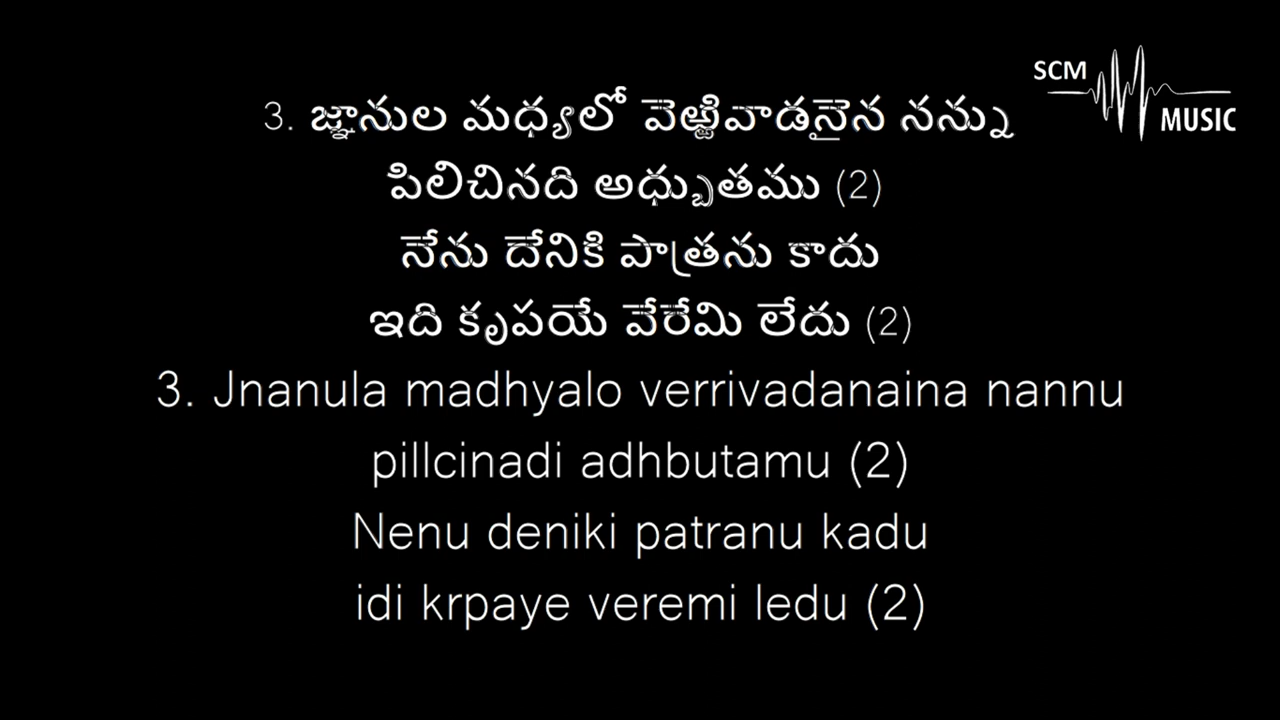 SCM
MUSIC
3. జ్ఞానుల మధ్యలో వెఱ్ఱివాడనైన నన్ను
పిలిచినది అధ్బుతము (2)
నేను దేనికి పాత్రను కాదు
ఇది కృపయే వేరేమి లేదు (2)
3. Jnanula madhyalo verrivadanaina nannu
pillcinadi adhbutamu (2)
Nenu deniki patranu kadu
idi krpaye veremi ledu (2)